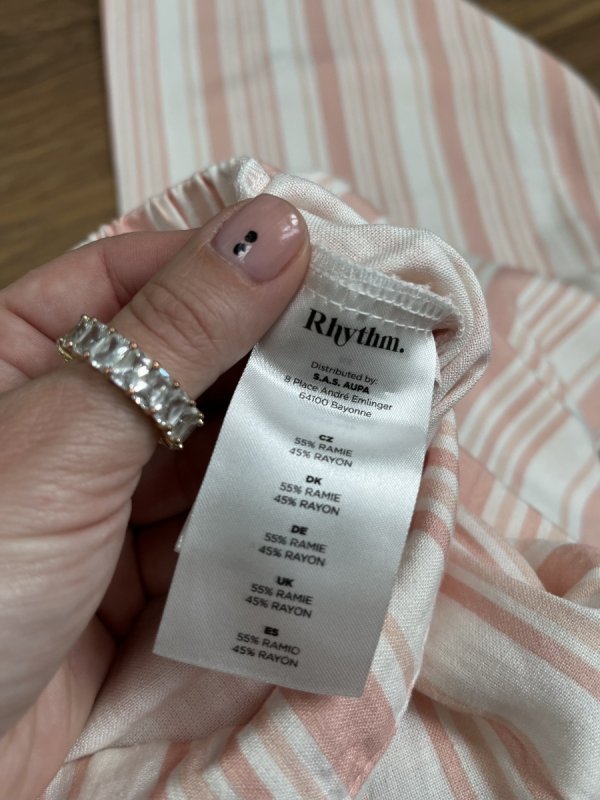 Rhythm.
Distributed by:
S.A.S. AUPA
8 Place André Emlinger
64100 Bayonne
CZ
55% RAMIE
45% RAYON
DK
55% RAMIE
45% RAYON
DE
55% RAMIE
45% RAYON
UK
55% RAMIE
45% RAYON
ES
55% RAMIO
45% RAYON